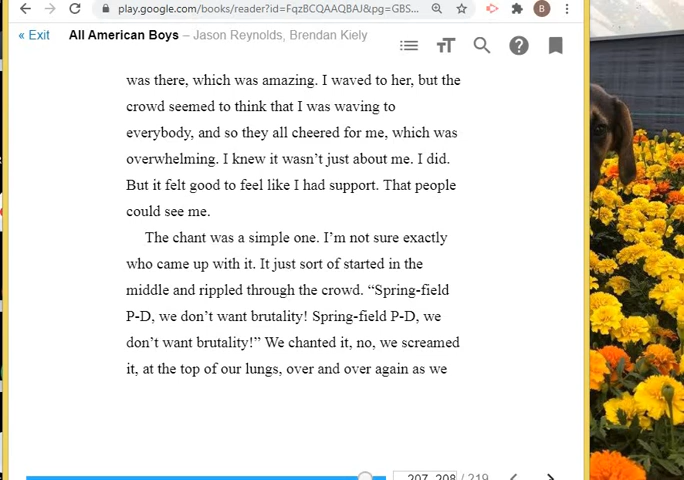 play.google.com/books/reader?id=FqzBCQAAQBAJ&pg=GBS...
B
« Exit All American Boys – Jason Reynolds, Brendan Kiely
was there, which was amazing. I waved to her, but the
crowd seemed to think that I was waving to
everybody, and so they all cheered for me, which was
overwhelming. I knew it wasn’t just about me. I did.
But it felt good to feel like I had support. That people
could see me.
The chant was a simple one. I’m not sure exactly
who came up with it. It just sort of started in the
middle and rippled through the crowd. “Spring-field
P-D, we don’t want brutality! Spring-field P-D, we
don’t want brutality!” We chanted it, no, we screamed
it, at the top of our lungs, over and over again as we
207-208 / 219